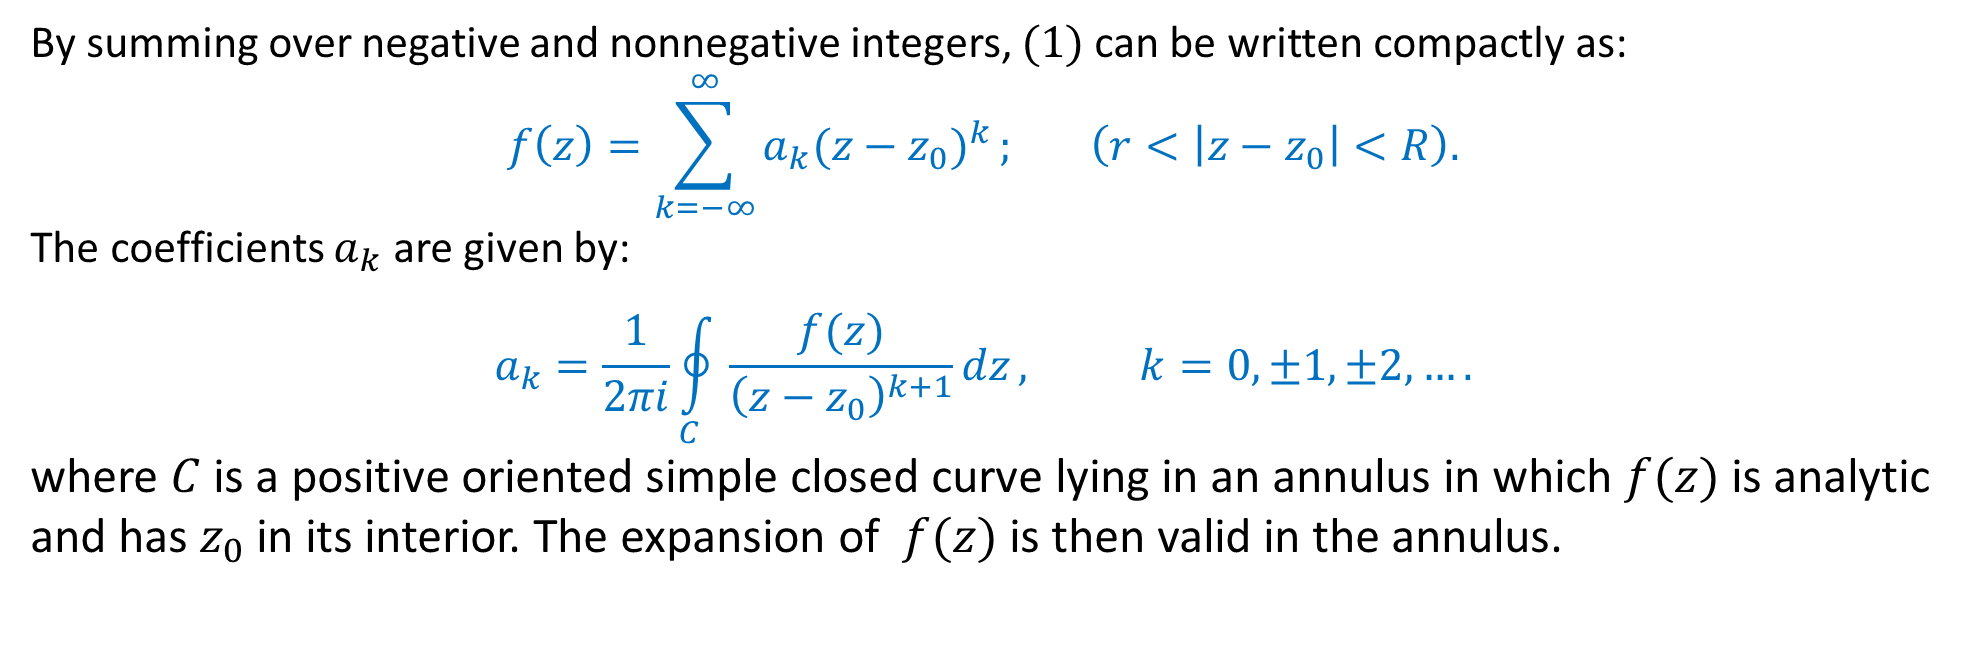 By summing over negative and nonnegative integers, (1) can be written compactly as:
f(z) = ∑_{k=−∞}^{∞} a_k(z − z_0)^k ; (r < |z − z_0| < R).
The coefficients a_k are given by:
a_k = \frac{1}{2πi} ∮_C \frac{f(z)}{(z − z_0)^{k+1}} dz , k = 0, ±1, ±2, … .
where C is a positive oriented simple closed curve lying in an annulus in which f(z) is analytic
and has z_0 in its interior. The expansion of f(z) is then valid in the annulus.